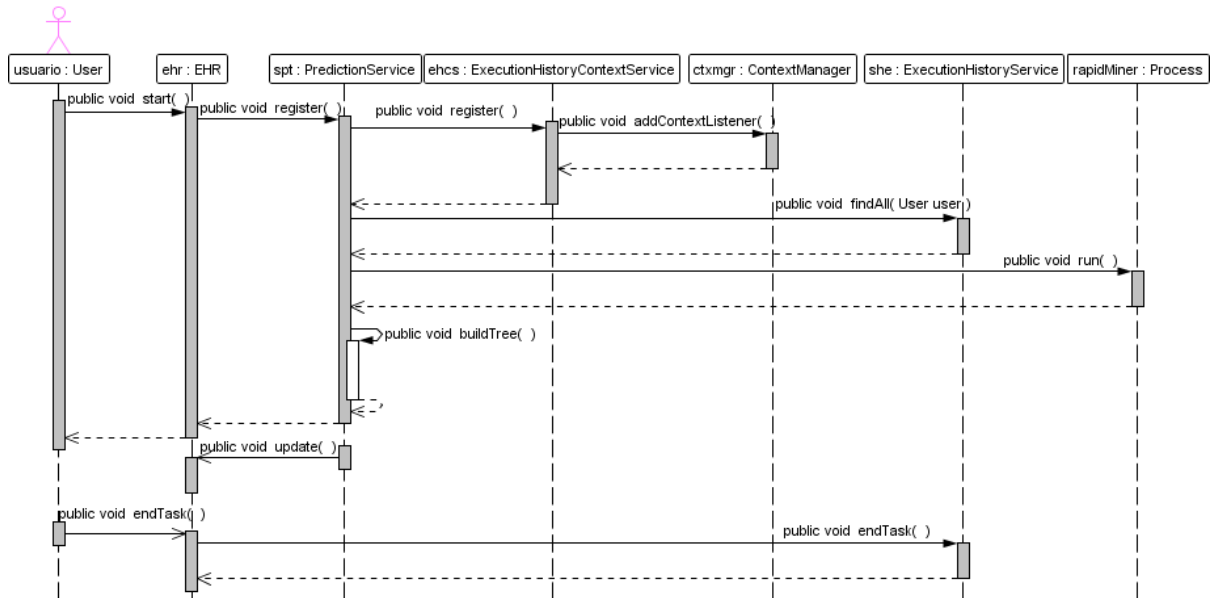 usuario : User
ehr : EHR
spt : PredictionService
ehcs : ExecutionHistoryContextService
ctxmgr : ContextManager
she : ExecutionHistoryService
rapidMiner : Process
public void start( )
public void register( )
public void register( )
public void addContextListener( )
public void findAll( User user )
public void run( )
public void buildTree( )
public void update( )
public void endTask( )
public void endTask( )